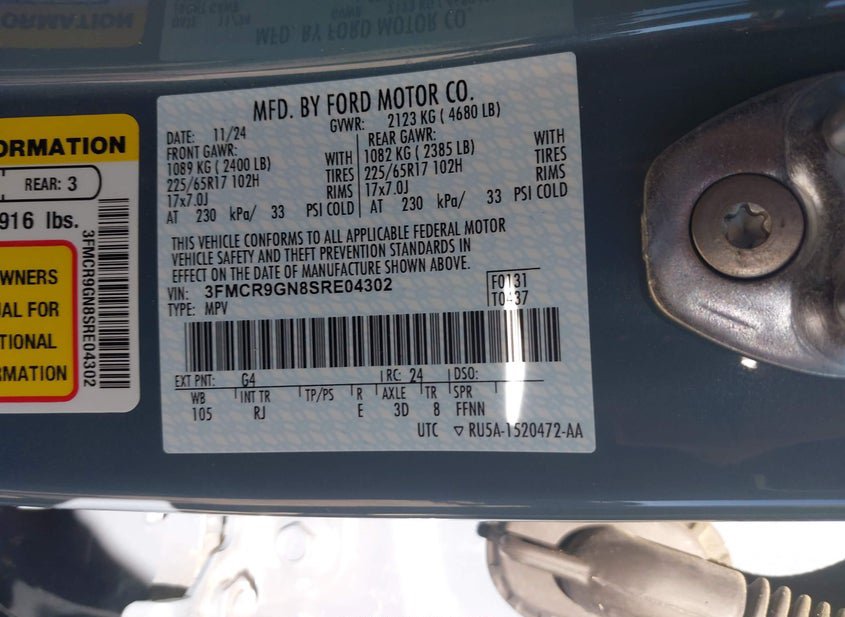 MFD. BY FORD MOTOR CO.
DATE: 11/24
GVWR: 2123 KG ( 4680 LB)
FRONT GAWR:
1089 KG ( 2400 LB) WITH
225/65R17 102H TIRES
17x7.0J RIMS
AT 230 kPa/ 33 PSI COLD
REAR GAWR: WITH
1082 KG ( 2385 LB) TIRES
225/65R17 102H RIMS
17x7.0J
AT 230 kPa/ 33 PSI COLD
THIS VEHICLE CONFORMS TO ALL APPLICABLE FEDERAL MOTOR
VEHICLE SAFETY AND THEFT PREVENTION STANDARDS IN
EFFECT ON THE DATE OF MANUFACTURE SHOWN ABOVE.
VIN: 3FMCR9GN8SRE04302
TYPE: MPV
F0131
T0437
EXT PNT: G4 RC: 24 DSO:
WB INT TR TP/PS R AXLE TR SPR
105 RJ E 3D 8 FFNN
UTC ▽ RU5A-1520472-AA
REAR: 3
916 lbs.
3FMCR9GN8SRE04302
WNERS